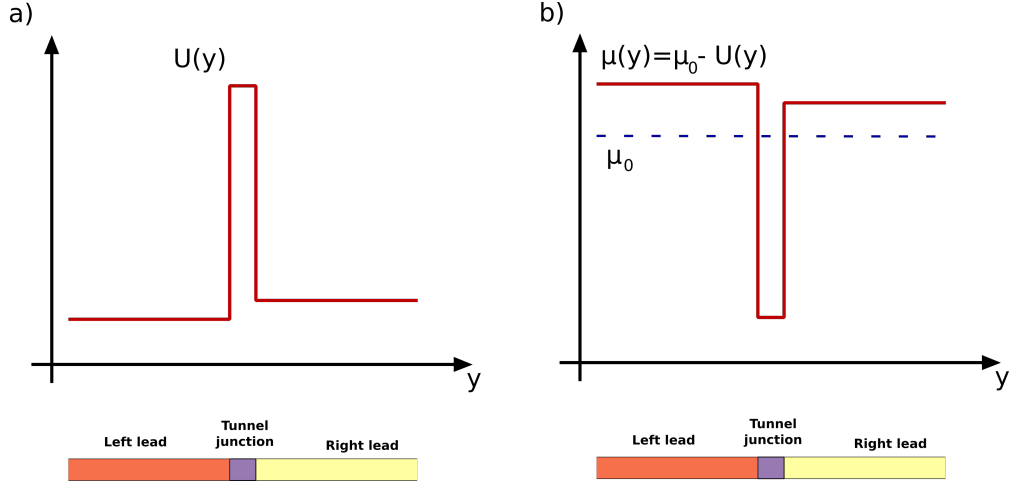 a)
U(y)
y
Left lead
Tunnel
junction
Right lead
b)
μ(y)=μ₀- U(y)
μ₀
y
Left lead
Tunnel
junction
Right lead